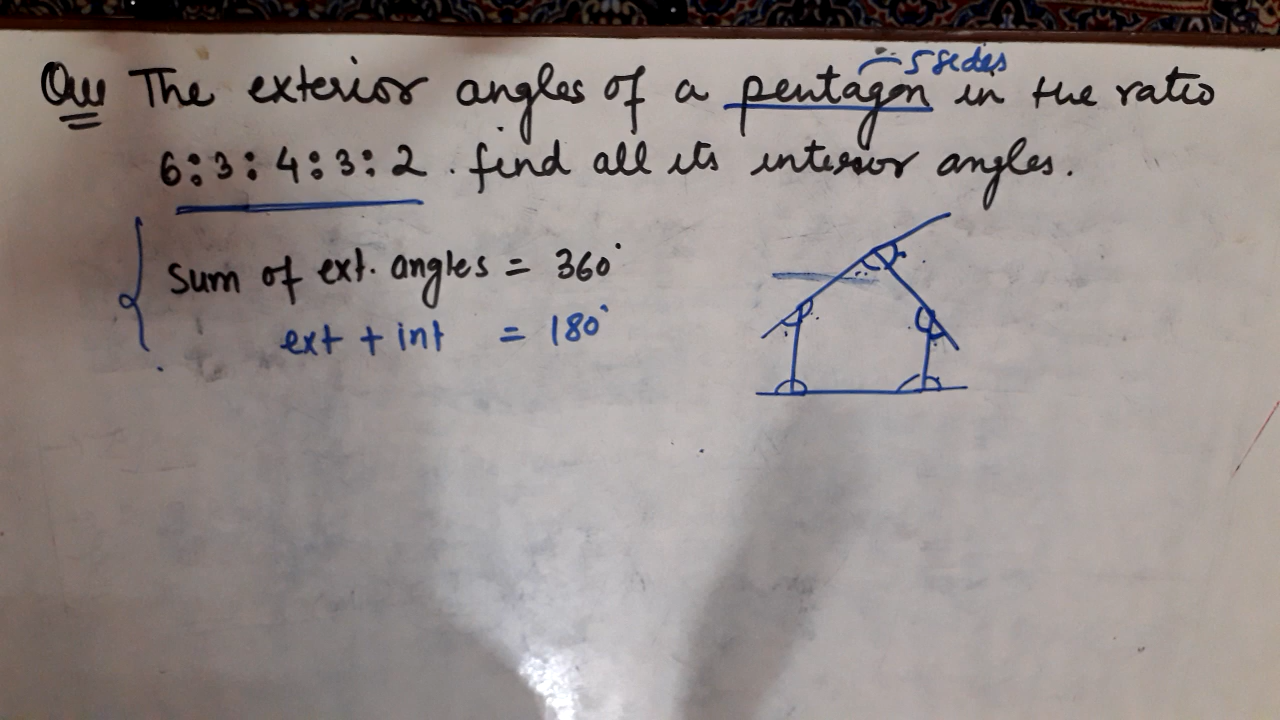 Qu The exterior angles of a pentagon in the ratio
5 sides
6:3:4:3:2. find all its interior angles.
Sum of ext. angles = 360°
ext + int = 180°